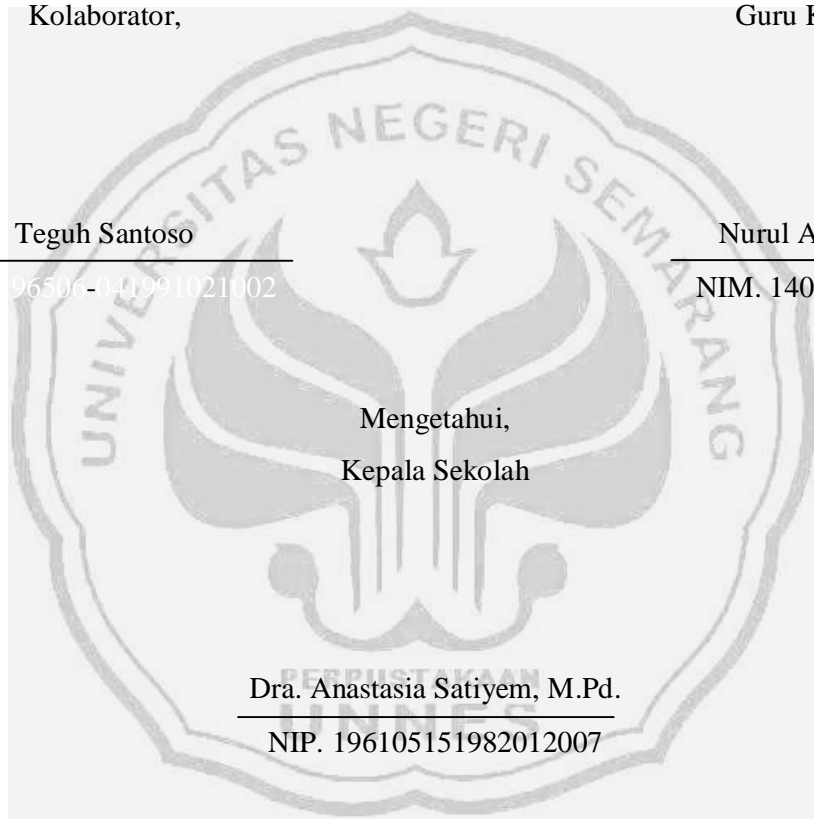 Kolaborator,
Guru K
UNIVERSITAS NEGERI SEMARANG
Teguh Santoso
Nurul A
96506-041991021002
NIM. 140
Mengetahui,
Kepala Sekolah
PERPUSTAKAAN
Dra. Anastasia Satiyem, M.Pd.
UNNES
NIP. 196105151982012007